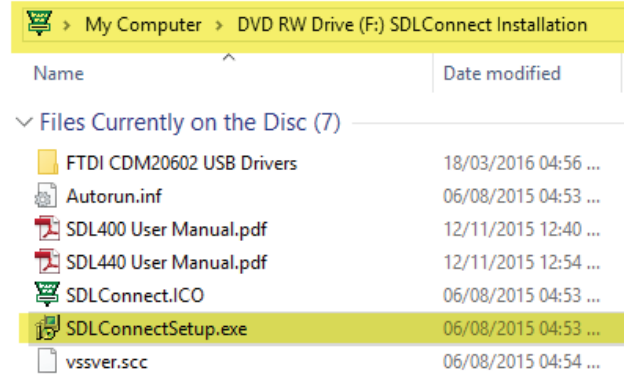 My Computer > DVD RW Drive (F:) SDLConnect Installation
Name Date modified
Files Currently on the Disc (7)
FTDI CDM20602 USB Drivers 18/03/2016 04:56 ...
Autorun.inf 06/08/2015 04:53 ...
SDL400 User Manual.pdf 12/11/2015 12:40 ...
SDL440 User Manual.pdf 12/11/2015 12:54 ...
SDLConnect.ICO 06/08/2015 04:53 ...
SDLConnectSetup.exe 06/08/2015 04:53 ...
vssver.scc 06/08/2015 04:54 ...